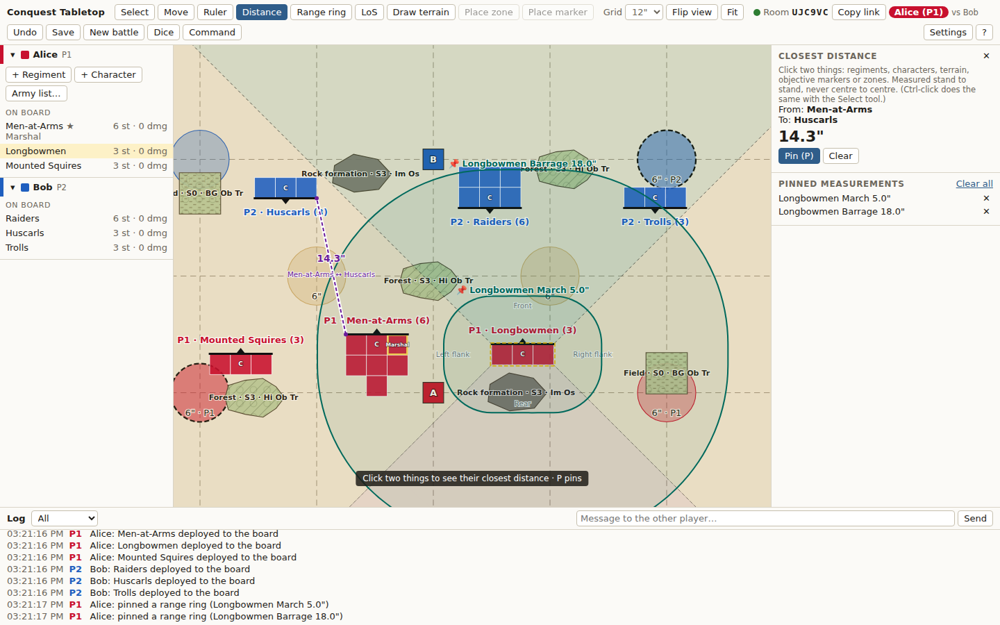 Conquest Tabletop Select Move Ruler Distance Range ring LoS Draw terrain Place zone Place marker Grid 12" Flip view Fit Room UJC9VC Copy link Alice (P1) vs Bob
Undo Save New battle Dice Command Settings ?
▾ Alice P1
+ Regiment + Character
Army list...
ON BOARD
Men-at-Arms ★ 6 st · 0 dmg
Marshal
Longbowmen 3 st · 0 dmg
Mounted Squires 3 st · 0 dmg
▾ Bob P2
ON BOARD
Raiders 6 st · 0 dmg
Huscarls 3 st · 0 dmg
Trolls 3 st · 0 dmg
B
📌 Longbowmen Barrage 18.0"
Rock formation · S3 · Im Os
Forest · S3 · Hi Ob Tr
6" · P2
d · S0 · BG Ob Tr
C
C
C
P2 · Huscarls (3)
P2 · Raiders (6)
P2 · Trolls (3)
14.3"
Men-at-Arms ↔ Huscarls
Forest · S3 · Hi Ob Tr
📌 Longbowmen March 5.0"
6"
6"
Front
P1 · Men-at-Arms (6)
P1 · Longbowmen (3)
P1 · Mounted Squires (3)
C Marshal
C
C
Left flank
Right flank
Field · S0 · BG Ob Tr
A
Rock formation · S3 · Im Os
Rear
Forest · S3 · Hi Ob Tr
6" · P1
6" · P1
Click two things to see their closest distance · P pins
CLOSEST DISTANCE ✕
Click two things: regiments, characters, terrain,
objective markers or zones. Measured stand to
stand, never centre to centre. (Ctrl-click does the
same with the Select tool.)
From: Men-at-Arms
To: Huscarls
14.3"
Pin (P) Clear
PINNED MEASUREMENTS Clear all
Longbowmen March 5.0" ✕
Longbowmen Barrage 18.0" ✕
Log All Message to the other player... Send
03:21:16 PM P1 Alice: Men-at-Arms deployed to the board
03:21:16 PM P1 Alice: Longbowmen deployed to the board
03:21:16 PM P1 Alice: Mounted Squires deployed to the board
03:21:16 PM P2 Bob: Raiders deployed to the board
03:21:16 PM P2 Bob: Huscarls deployed to the board
03:21:16 PM P2 Bob: Trolls deployed to the board
03:21:17 PM P1 Alice: pinned a range ring (Longbowmen March 5.0")
03:21:17 PM P1 Alice: pinned a range ring (Longbowmen Barrage 18.0")